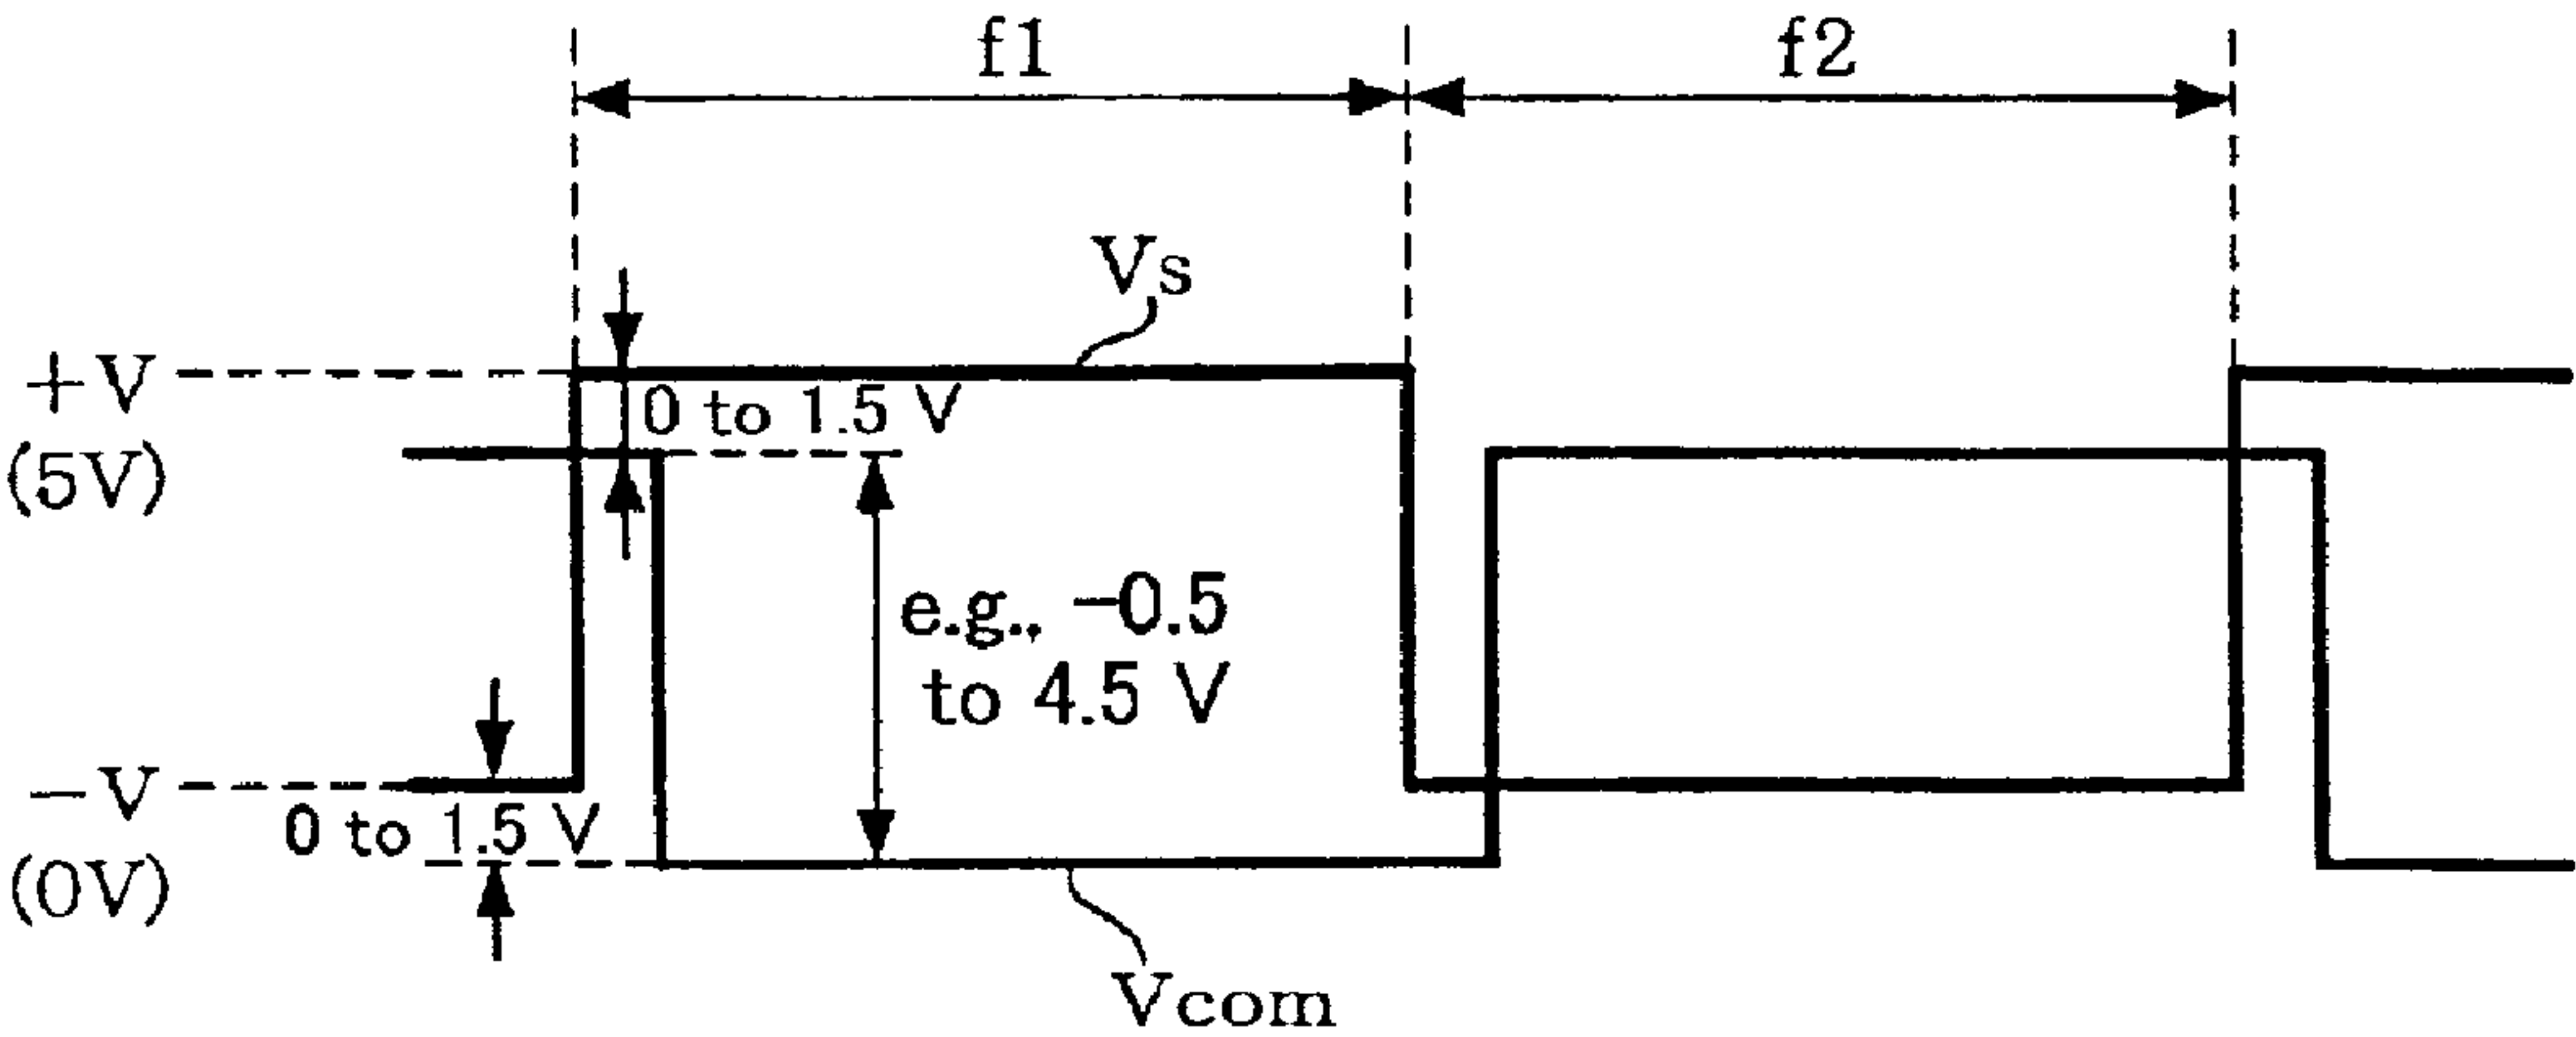 f1
f2
Vs
+V
(5V)
0 to 1.5 V
e.g., −0.5
to 4.5 V
−V
(0V)
0 to 1.5 V
Vcom